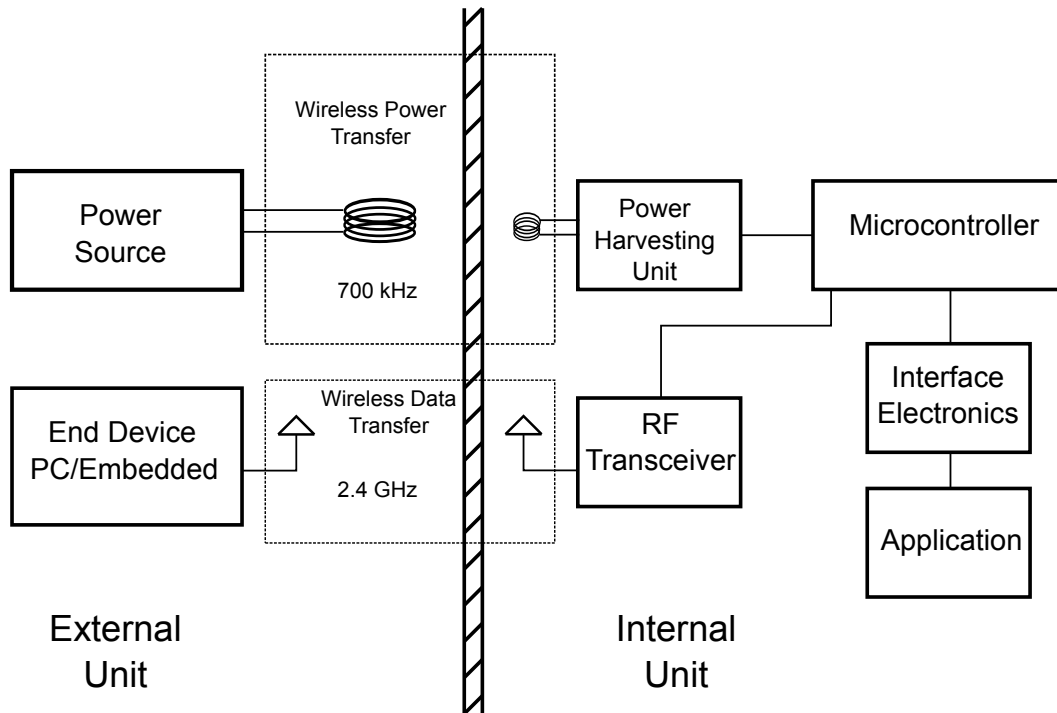 Wireless Power
Transfer
700 kHz
Power
Source
Power
Harvesting
Unit
Microcontroller
Wireless Data
Transfer
2.4 GHz
End Device
PC/Embedded
RF
Transceiver
Interface
Electronics
Application
External
Unit
Internal
Unit